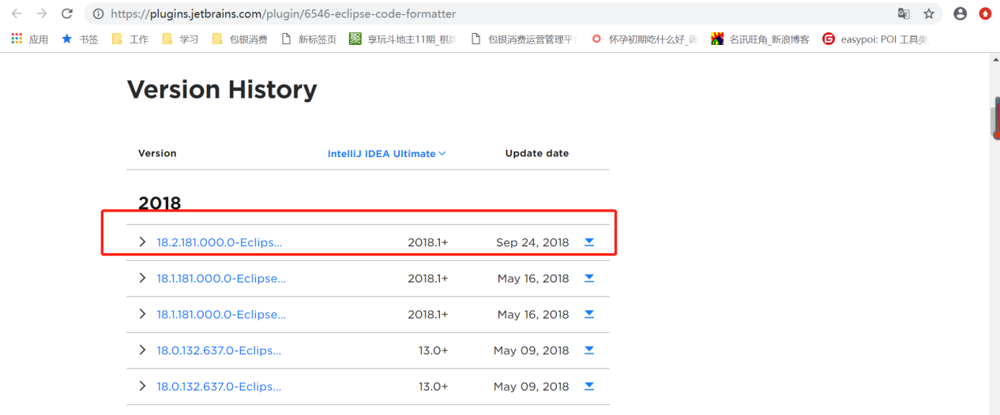 https://plugins.jetbrains.com/plugin/6546-eclipse-code-formatter
应用 书签 工作 学习 包银消费 新标签页 聚 享玩斗地主11期_棋牌 包银消费运营管理平台 怀孕初期吃什么好_ 名讯旺角_新浪博客 G easypoi: POI 工具类
Version History
Version IntelliJ IDEA Ultimate Update date
2018
18.2.181.000.0-Eclips... 2018.1+ Sep 24, 2018
18.1.181.000.0-Eclipse... 2018.1+ May 16, 2018
18.1.181.000.0-Eclipse... 2018.1+ May 16, 2018
18.0.132.637.0-Eclips... 13.0+ May 09, 2018
18.0.132.637.0-Eclips... 13.0+ May 09, 2018